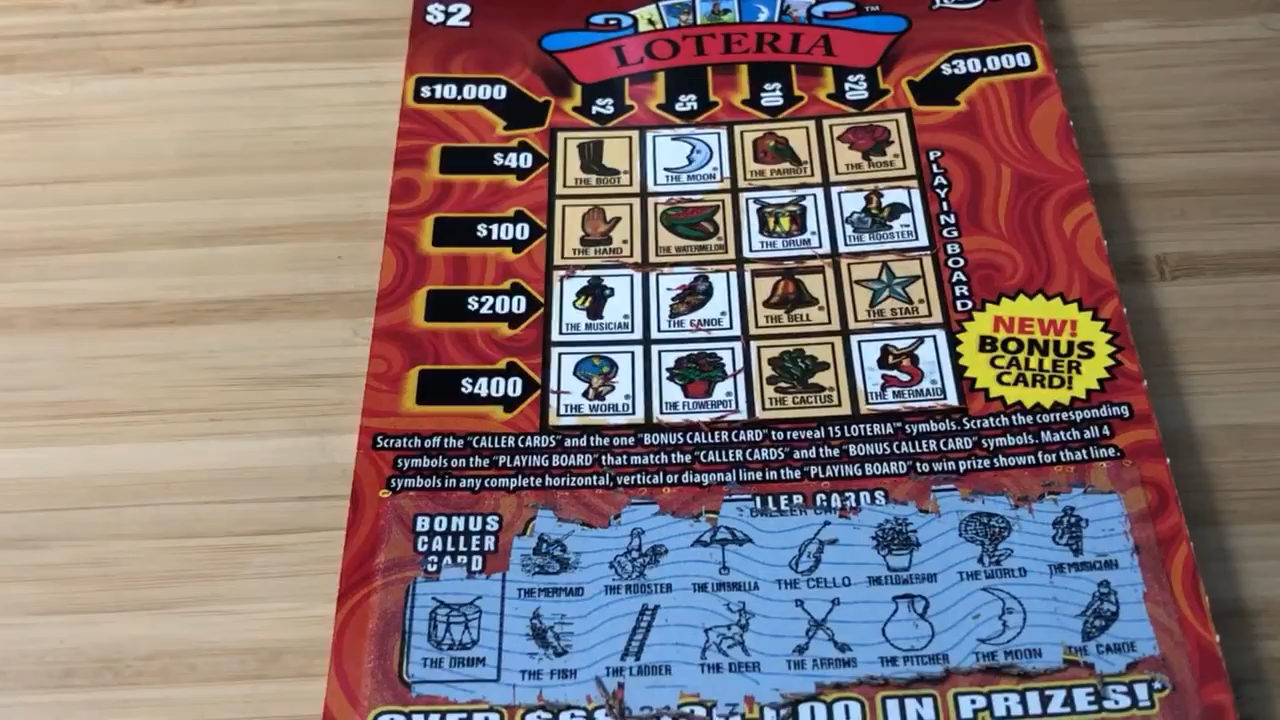 $2
LOTERIA™
$10,000
$2
$5
$10
$20
$30,000
$40
THE BOOT
THE MOON
THE PARROT
THE ROSE
$100
THE HAND
THE WATERMELON
THE DRUM
THE ROOSTER
$200
THE MUSICIAN
THE CANOE
THE BELL
THE STAR
$400
THE WORLD
THE FLOWERPOT
THE CACTUS
THE MERMAID
PLAYING BOARD
NEW!
BONUS
CALLER
CARD!
Scratch off the "CALLER CARDS" and the one "BONUS CALLER CARD" to reveal 15 LOTERIA™ symbols. Scratch the corresponding
symbols on the "PLAYING BOARD" that match the "CALLER CARDS" and the "BONUS CALLER CARD" symbols. Match all 4
symbols in any complete horizontal, vertical or diagonal line in the "PLAYING BOARD" to win prize shown for that line.
LLER CARDS
BONUS
CALLER
CARD
THE DRUM
THE MERMAID
THE ROOSTER
THE UMBRELLA
THE CELLO
THE FLOWERPOT
THE WORLD
THE MUSICIAN
THE FISH
THE LADDER
THE DEER
THE ARROWS
THE PITCHER
THE MOON
THE CANOE
OVER IN PRIZES!*